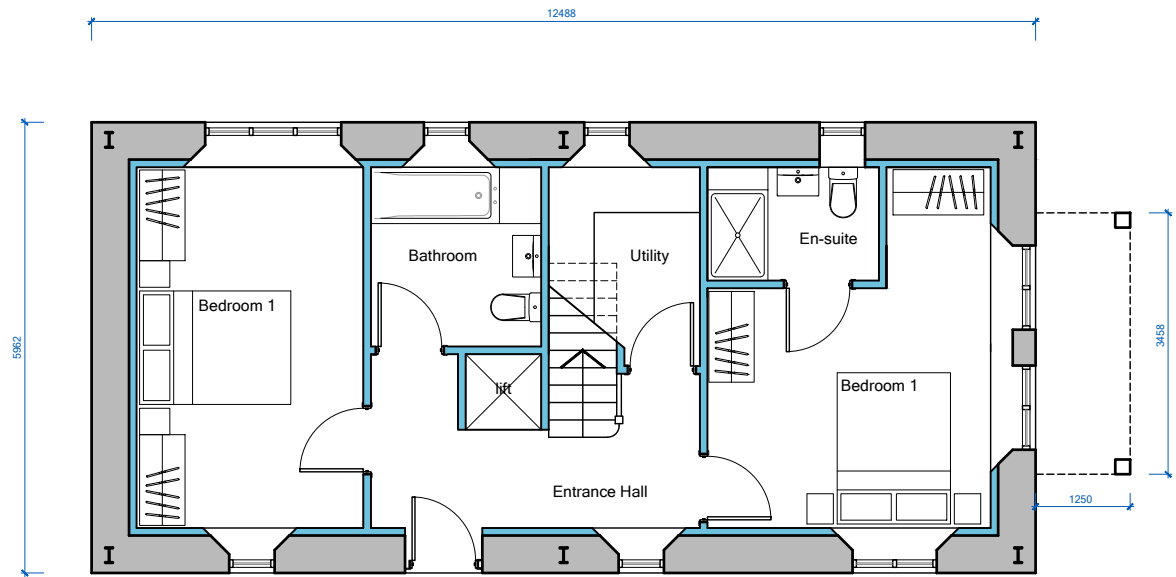 12488
5962
Bathroom
Utility
En-suite
Bedroom 1
3458
lift
Bedroom 1
Entrance Hall
1250
I
I
I
I
I
I